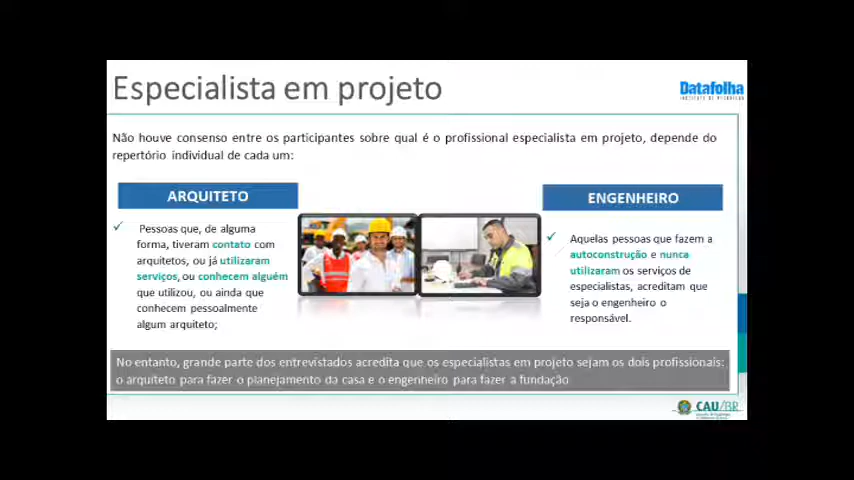 Especialista em projeto
Datafolha
INSTITUTO DE PESQUISAS
Não houve consenso entre os participantes sobre qual é o profissional especialista em projeto, depende do
repertório individual de cada um:
ARQUITETO
Pessoas que, de alguma
forma, tiveram contato com
arquitetos, ou já utilizaram
serviços, ou conhecem alguém
que utilizou, ou ainda que
conhecem pessoalmente
algum arquiteto;
ENGENHEIRO
Aquelas pessoas que fazem a
autoconstrução e nunca
utilizaram os serviços de
especialistas, acreditam que
seja o engenheiro o
responsável.
No entanto, grande parte dos entrevistados acredita que os especialistas em projeto sejam os dois profissionais:
o arquiteto para fazer o planejamento da casa e o engenheiro para fazer a fundação
CAU/BR